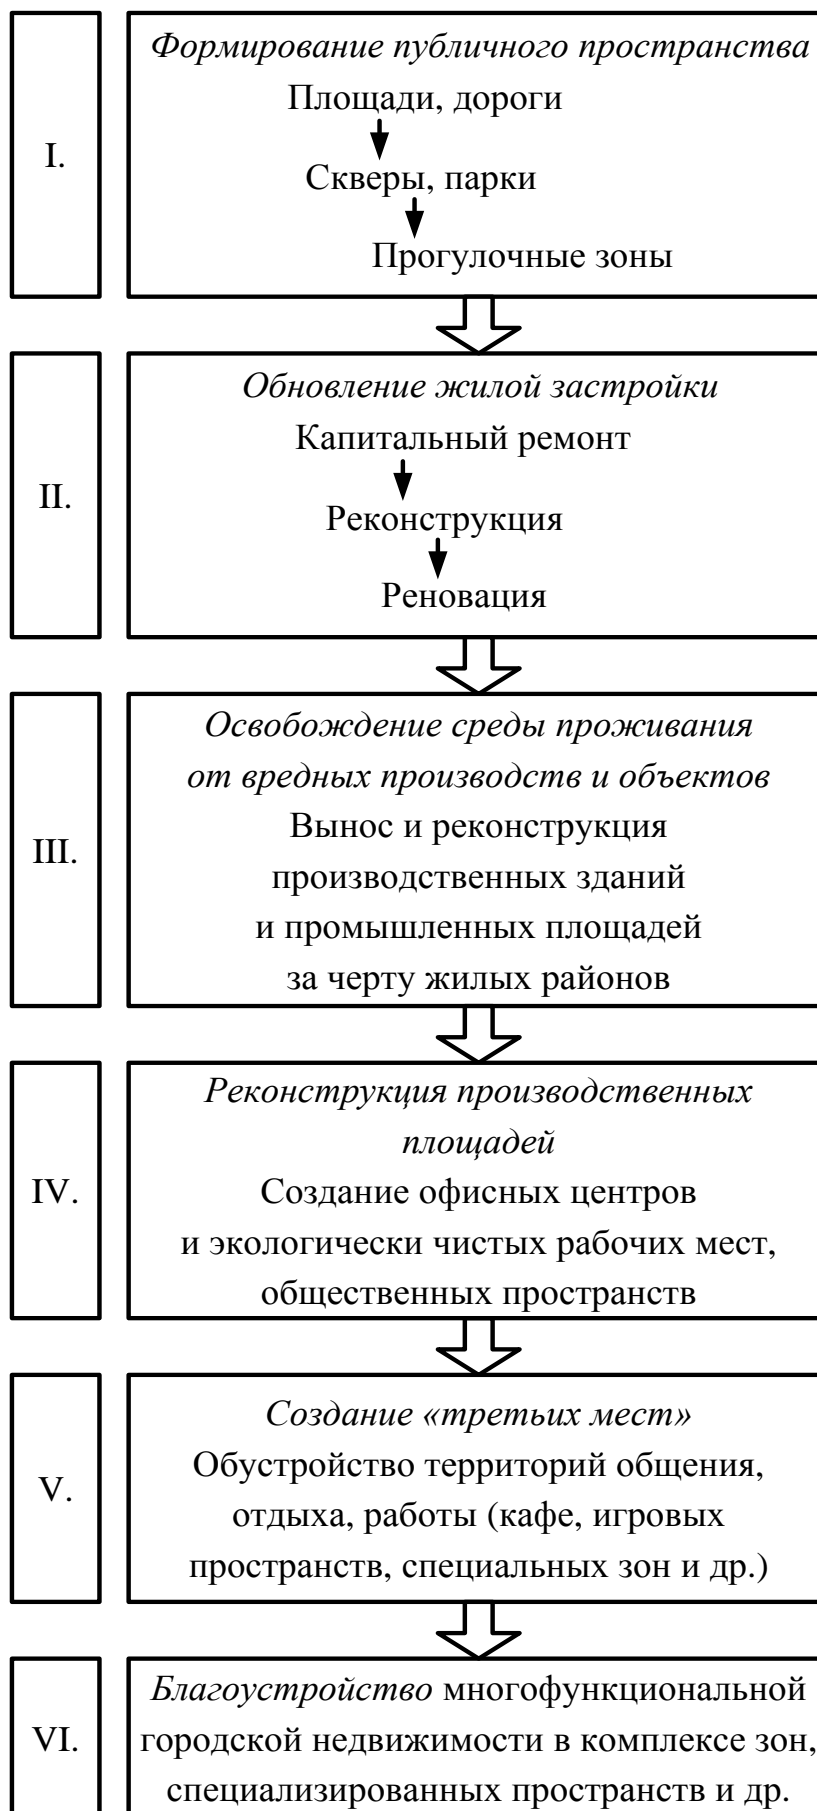 I.
Формирование публичного пространства
Площади, дороги
Скверы, парки
Прогулочные зоны
II.
Обновление жилой застройки
Капитальный ремонт
Реконструкция
Реновация
III.
Освобождение среды проживания
от вредных производств и объектов
Вынос и реконструкция
производственных зданий
и промышленных площадей
за черту жилых районов
IV.
Реконструкция производственных
площадей
Создание офисных центров
и экологически чистых рабочих мест,
общественных пространств
V.
Создание «третьих мест»
Обустройство территорий общения,
отдыха, работы (кафе, игровых
пространств, специальных зон и др.)
VI.
Благоустройство многофункциональной
городской недвижимости в комплексе зон,
специализированных пространств и др.